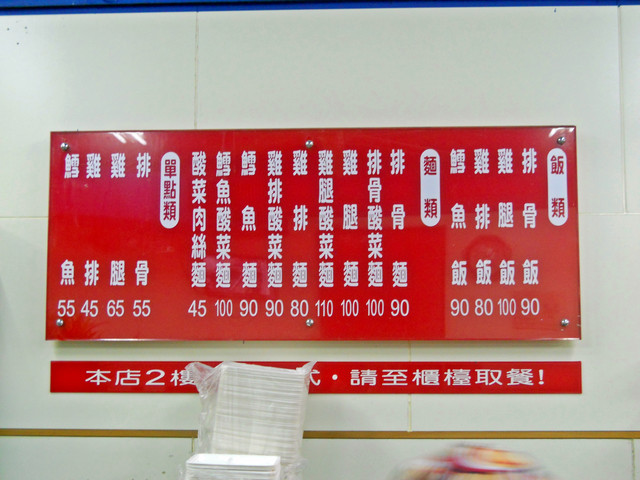 飯類
排骨飯 90
雞腿飯 100
雞排飯 80
鱈魚飯 90
麵類
排骨麵 90
排骨酸菜麵 100
雞腿麵 100
雞腿酸菜麵 110
雞排麵 80
雞排酸菜麵 90
鱈魚麵 90
鱈魚酸菜麵 100
酸菜肉絲麵 45
單點類
排骨 55
雞腿 65
雞排 45
鱈魚 55
本店2樓 式・請至櫃檯取餐!